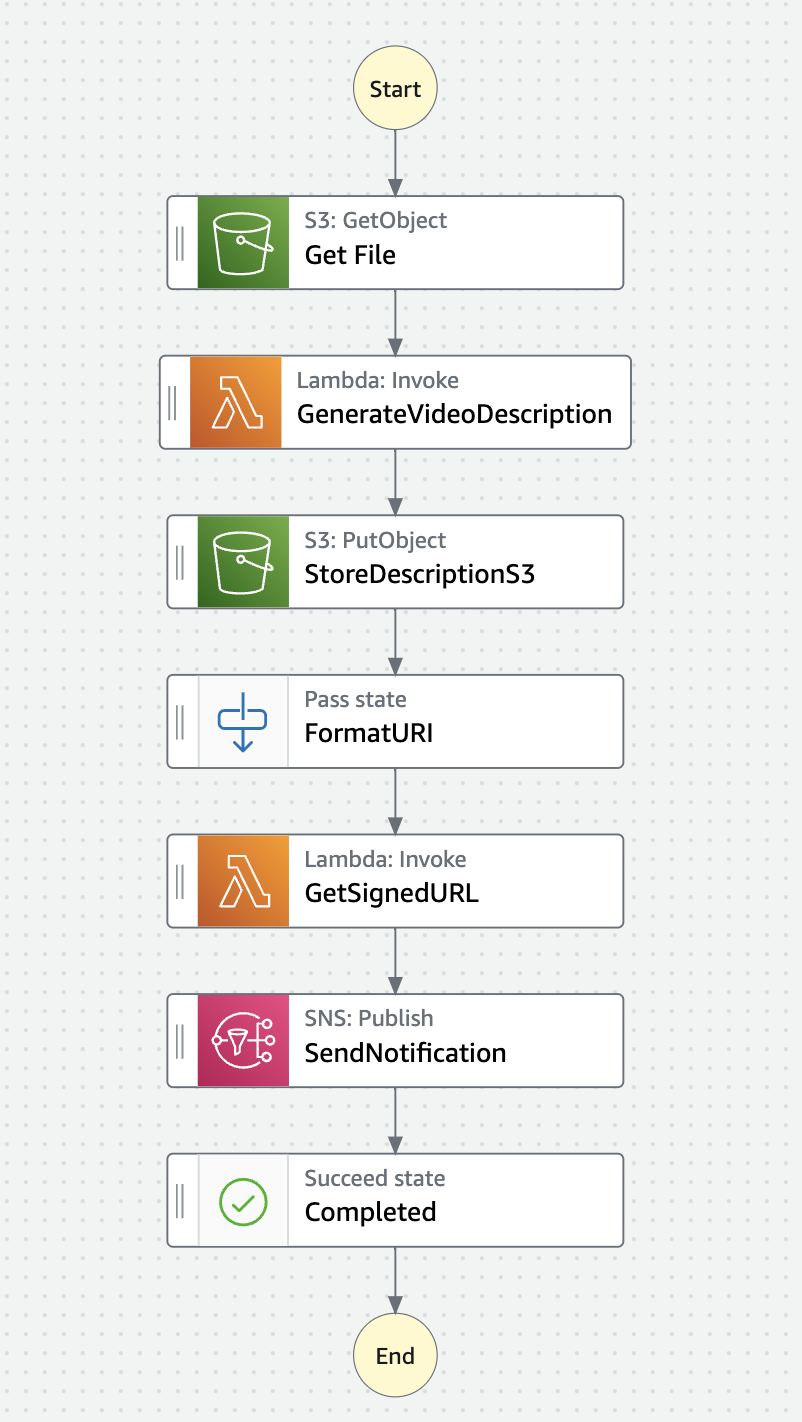 Start
S3: GetObject
Get File
Lambda: Invoke
GenerateVideoDescription
S3: PutObject
StoreDescriptionS3
Pass state
FormatURI
Lambda: Invoke
GetSignedURL
SNS: Publish
SendNotification
Succeed state
Completed
End